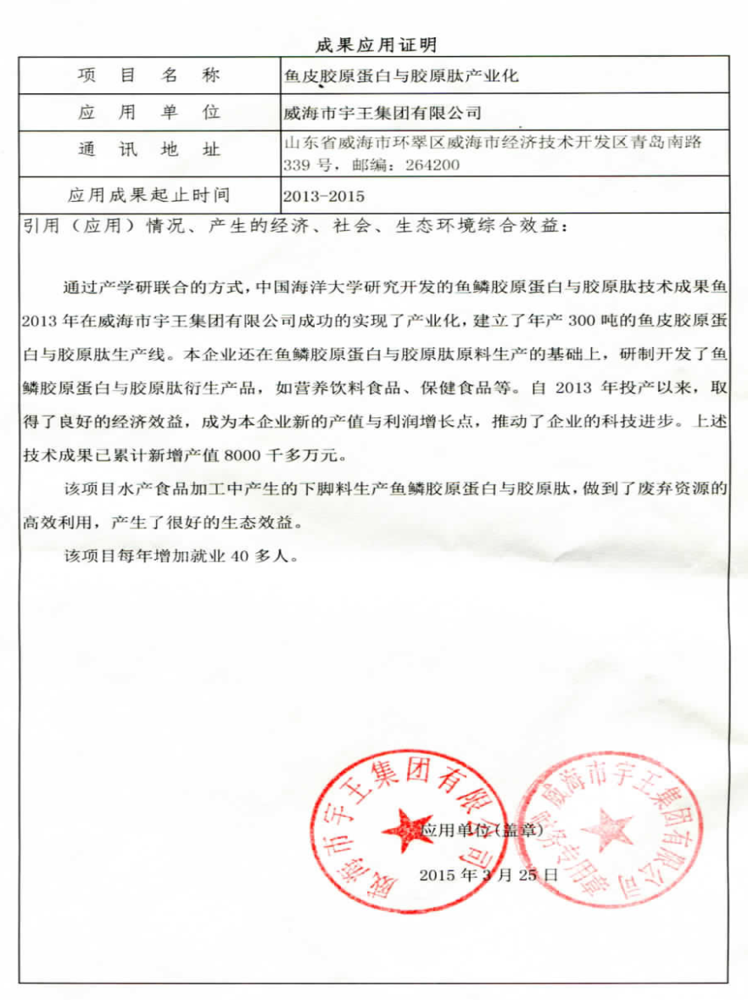 成果应用证明
项目名称 鱼皮胶原蛋白与胶原肽产业化
应用单位 威海市宇王集团有限公司
通讯地址 山东省威海市环翠区威海市经济技术开发区青岛南路
339号，邮编：264200
应用成果起止时间 2013-2015
引用（应用）情况、产生的经济、社会、生态环境综合效益：
通过产学研联合的方式，中国海洋大学研究开发的鱼鳞胶原蛋白与胶原肽技术成果鱼
2013年在威海市宇王集团有限公司成功的实现了产业化，建立了年产300吨的鱼皮胶原蛋
白与胶原肽生产线。本企业还在鱼鳞胶原蛋白与胶原肽原料生产的基础上，研制开发了鱼
鳞胶原蛋白与胶原肽衍生产品，如营养饮料食品、保健食品等。自2013年投产以来，取
得了良好的经济效益，成为本企业新的产值与利润增长点，推动了企业的科技进步。上述
技术成果已累计新增产值8000千多万元。
该项目水产食品加工中产生的下脚料生产鱼鳞胶原蛋白与胶原肽，做到了废弃资源的
高效利用，产生了很好的生态效益。
该项目每年增加就业40多人。
威海市宇王集团有限公司
威海市宇王集团有限公司
财务专用章
应用单位（盖章）
2015年3月25日